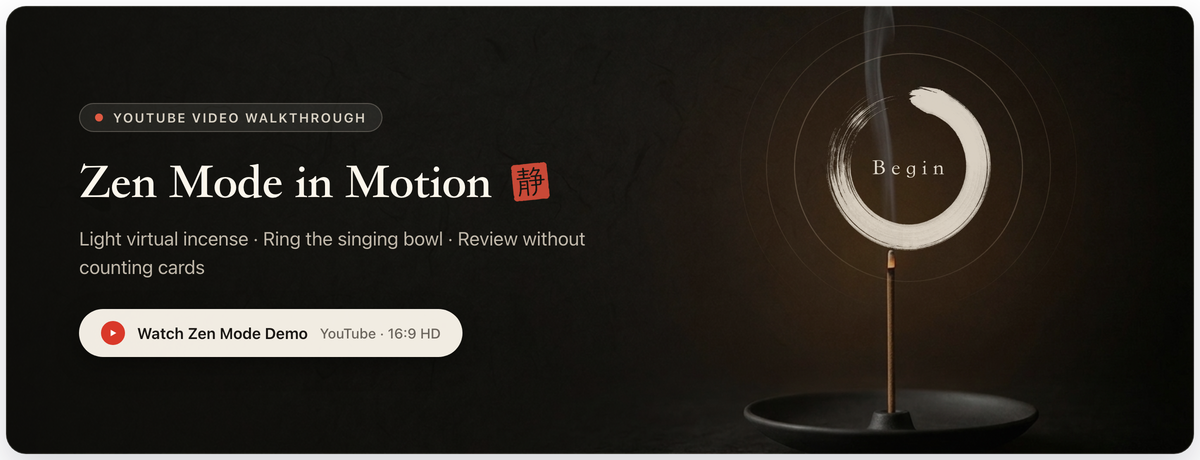 YOUTUBE VIDEO WALKTHROUGH
Zen Mode in Motion 静
Light virtual incense · Ring the singing bowl · Review without
counting cards
Watch Zen Mode Demo YouTube · 16:9 HD
Begin